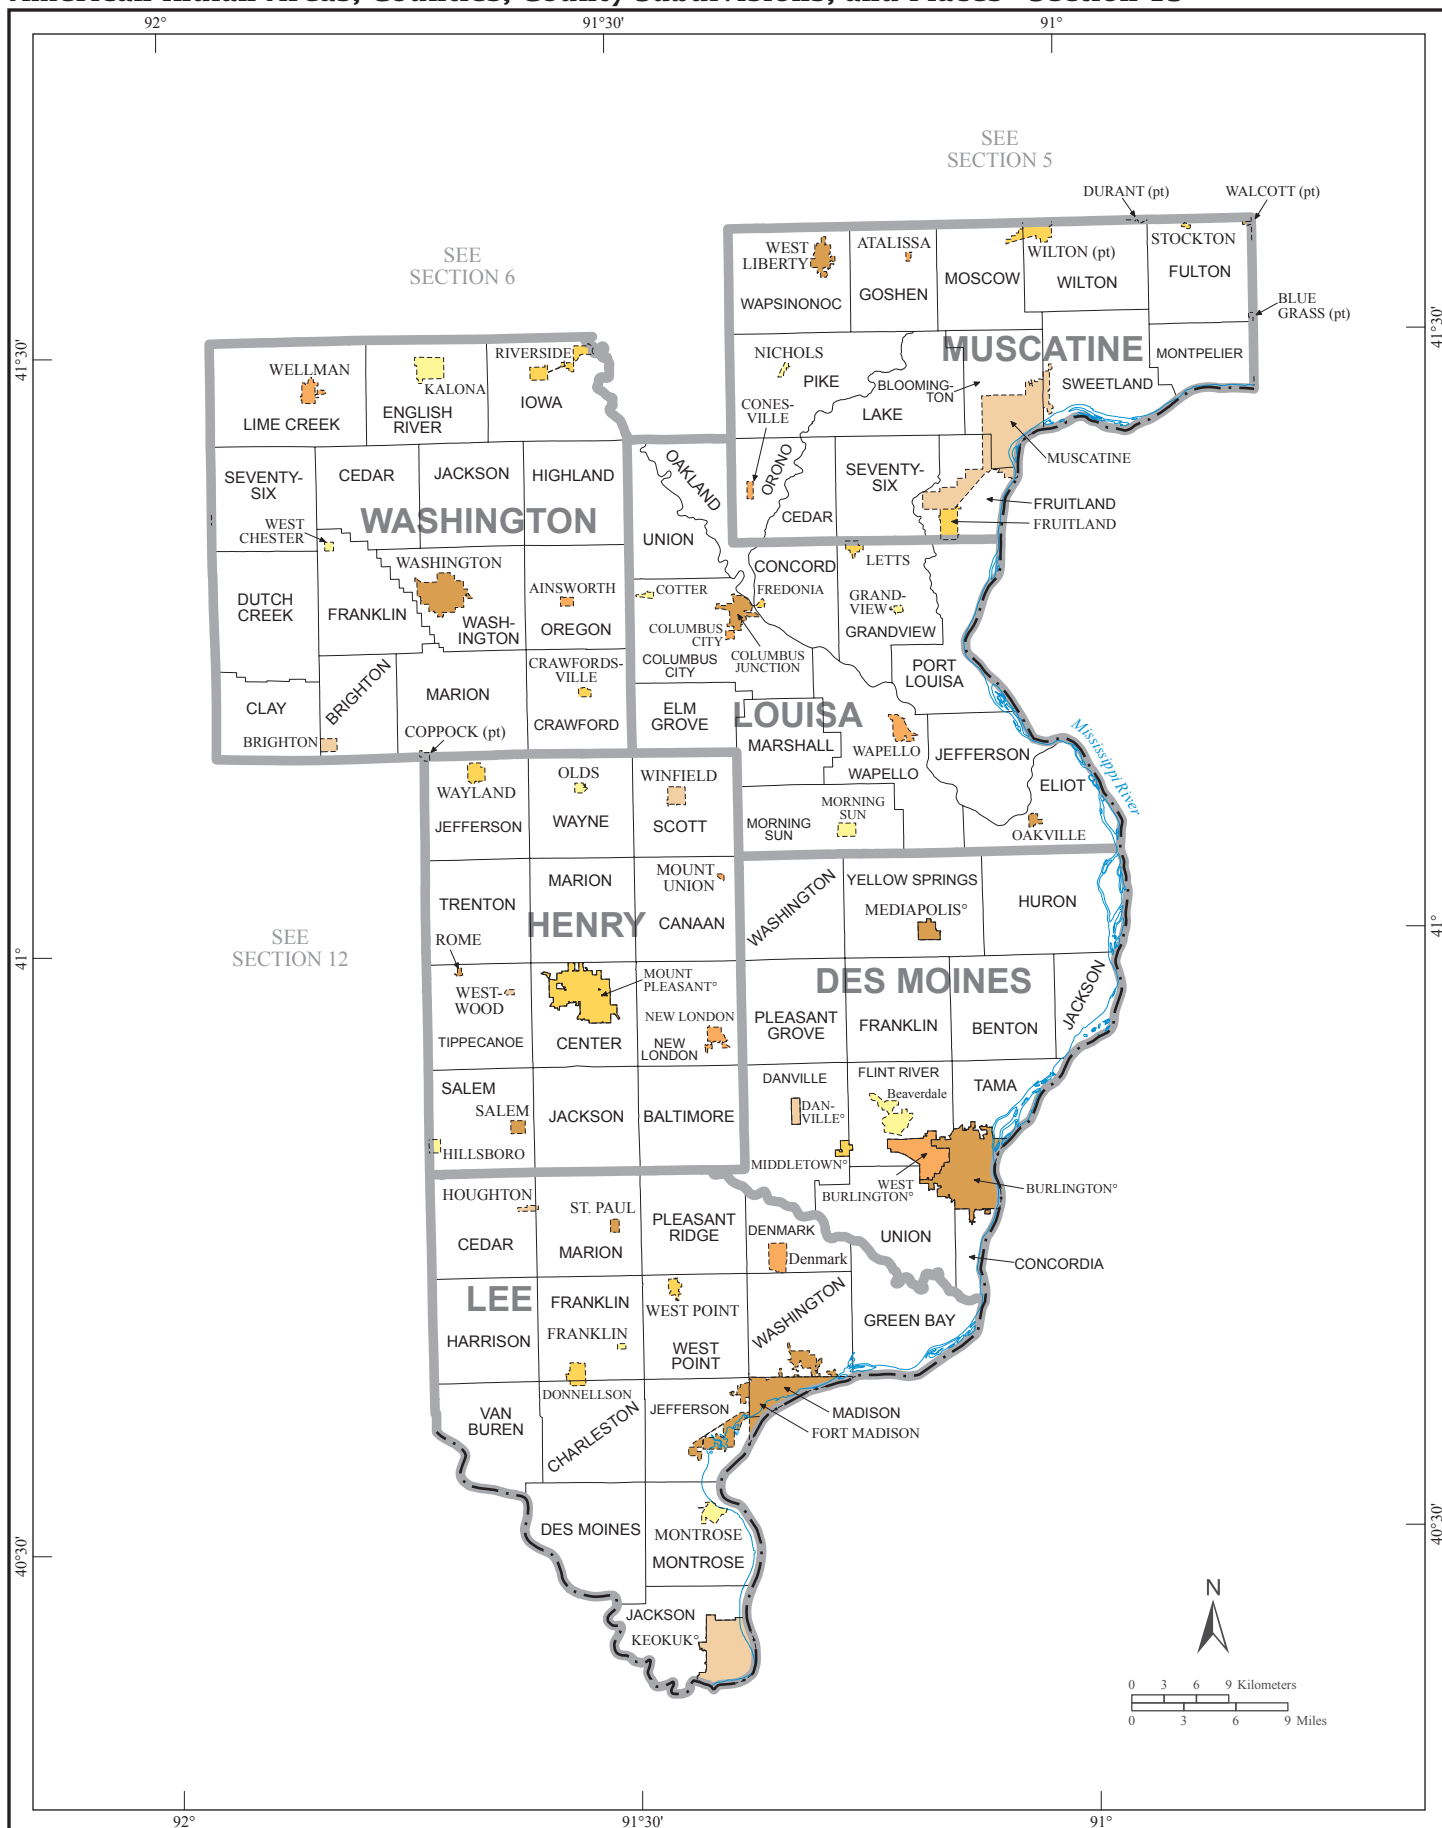 92°
91°30'
91°
SEE
SECTION 5
DURANT (pt)
WALCOTT (pt)
WEST
LIBERTY
ATALISSA
WILTON (pt)
STOCKTON
MOSCOW
FULTON
WILTON
GOSHEN
WAPSINONOC
BLUE
GRASS (pt)
SEE
SECTION 6
41°30'
41°30'
MUSCATINE
NICHOLS
PIKE
BLOOMING-
TON
MONTPELIER
SWEETLAND
LAKE
CONES-
VILLE
RIVERSIDE
WELLMAN
KALONA
IOWA
LIME CREEK
ENGLISH
RIVER
MUSCATINE
OAKLAND
ORONO
SEVENTY-
SIX
CEDAR
JACKSON
HIGHLAND
SEVENTY-
SIX
FRUITLAND
FRUITLAND
CEDAR
WASHINGTON
WEST
CHESTER
UNION
WASHINGTON
CONCORD
LETTS
AINSWORTH
COTTER
FREDONIA
GRAND-
VIEW
DUTCH
CREEK
FRANKLIN
WASH-
INGTON
OREGON
COLUMBUS
CITY
COLUMBUS
JUNCTION
GRANDVIEW
COLUMBUS
CITY
PORT
LOUISA
CRAWFORDS-
VILLE
BRIGHTON
MARION
CLAY
CRAWFORD
ELM
GROVE
LOUISA
MARSHALL
WAPELLO
WAPELLO
JEFFERSON
Mississippi River
BRIGHTON
COPPOCK (pt)
ELIOT
WAYLAND
OLDS
WINFIELD
JEFFERSON
WAYNE
SCOTT
MORNING
SUN
MORNING
SUN
OAKVILLE
MARION
MOUNT
UNION
YELLOW SPRINGS
HURON
WASHINGTON
TRENTON
HENRY
CANAAN
MEDIAPOLIS°
41°
41°
SEE
SECTION 12
ROME
MOUNT
PLEASANT°
DES MOINES
JACKSON
WEST-
WOOD
NEW LONDON
PLEASANT
GROVE
FRANKLIN
BENTON
TIPPECANOE
CENTER
NEW
LONDON
DANVILLE
FLINT RIVER
TAMA
SALEM
SALEM
JACKSON
BALTIMORE
DAN-
VILLE°
Beaverdale
HILLSBORO
MIDDLETOWN°
WEST
BURLINGTON°
BURLINGTON°
HOUGHTON
ST. PAUL
PLEASANT
RIDGE
DENMARK
UNION
CEDAR
MARION
Denmark
CONCORDIA
LEE
FRANKLIN
WEST POINT
WASHINGTON
GREEN BAY
HARRISON
FRANKLIN
WEST
POINT
DONNELLSON
JEFFERSON
MADISON
FORT MADISON
VAN
BUREN
CHARLESTON
DES MOINES
MONTROSE
MONTROSE
40°30'
40°30'
JACKSON
KEOKUK°
N
0 3 6 9 Kilometers
0 3 6 9 Miles
92°
91°30'
91°